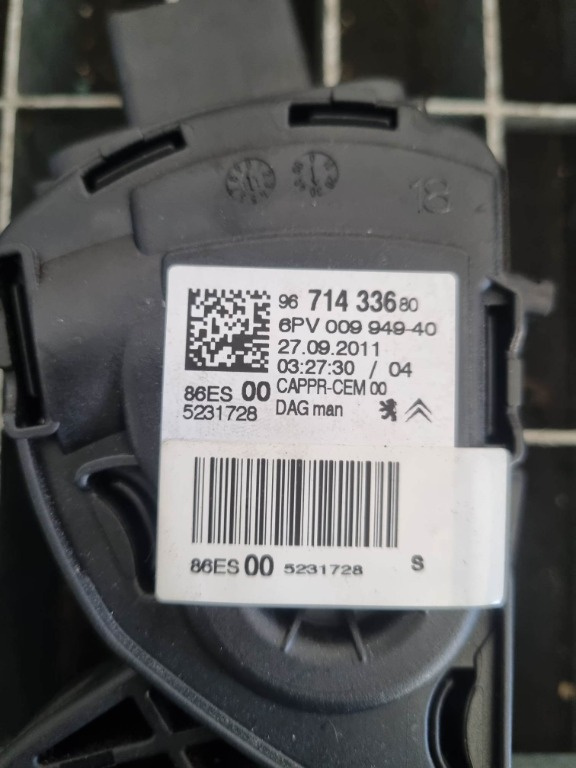 18
96 714 336 80
6PV 009 949-40
27.09.2011
03:27:30 / 04
86ES 00 CAPPR-CEM 00
5231728 DAG man
86ES 00 5231728 S